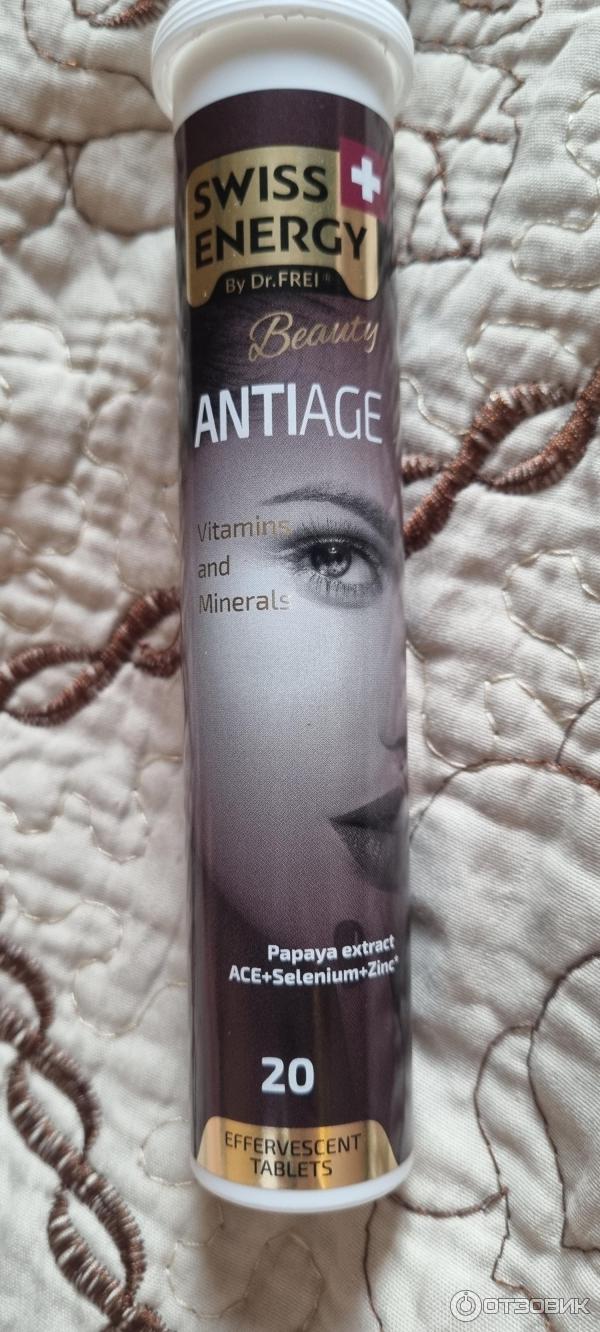 SWISS
ENERGY
By Dr.FREI®
Beauty
ANTIAGE
Vitamins
and
Minerals
Papaya extract
ACE+Selenium+Zinc*
20
EFFERVESCENT
TABLETS
ОТЗОВИК